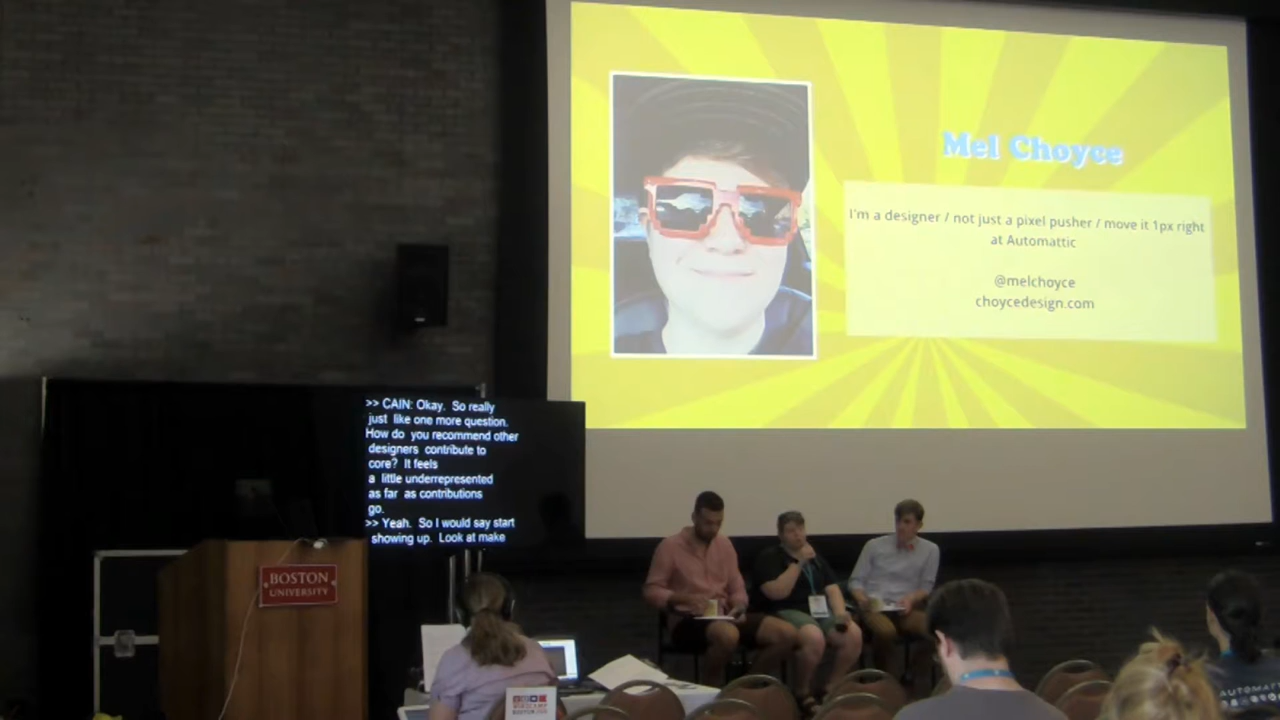 Mel Choyce
I'm a designer / not just a pixel pusher / move it 1px right
at Automattic
@melchoyce
choycedesign.com
>> CAIN: Okay. So really
just like one more question.
How do you recommend other
designers contribute to
core? It feels
a little underrepresented
as far as contributions
go.
>> Yeah. So I would say start
showing up. Look at make
BOSTON
UNIVERSITY
BOSTON